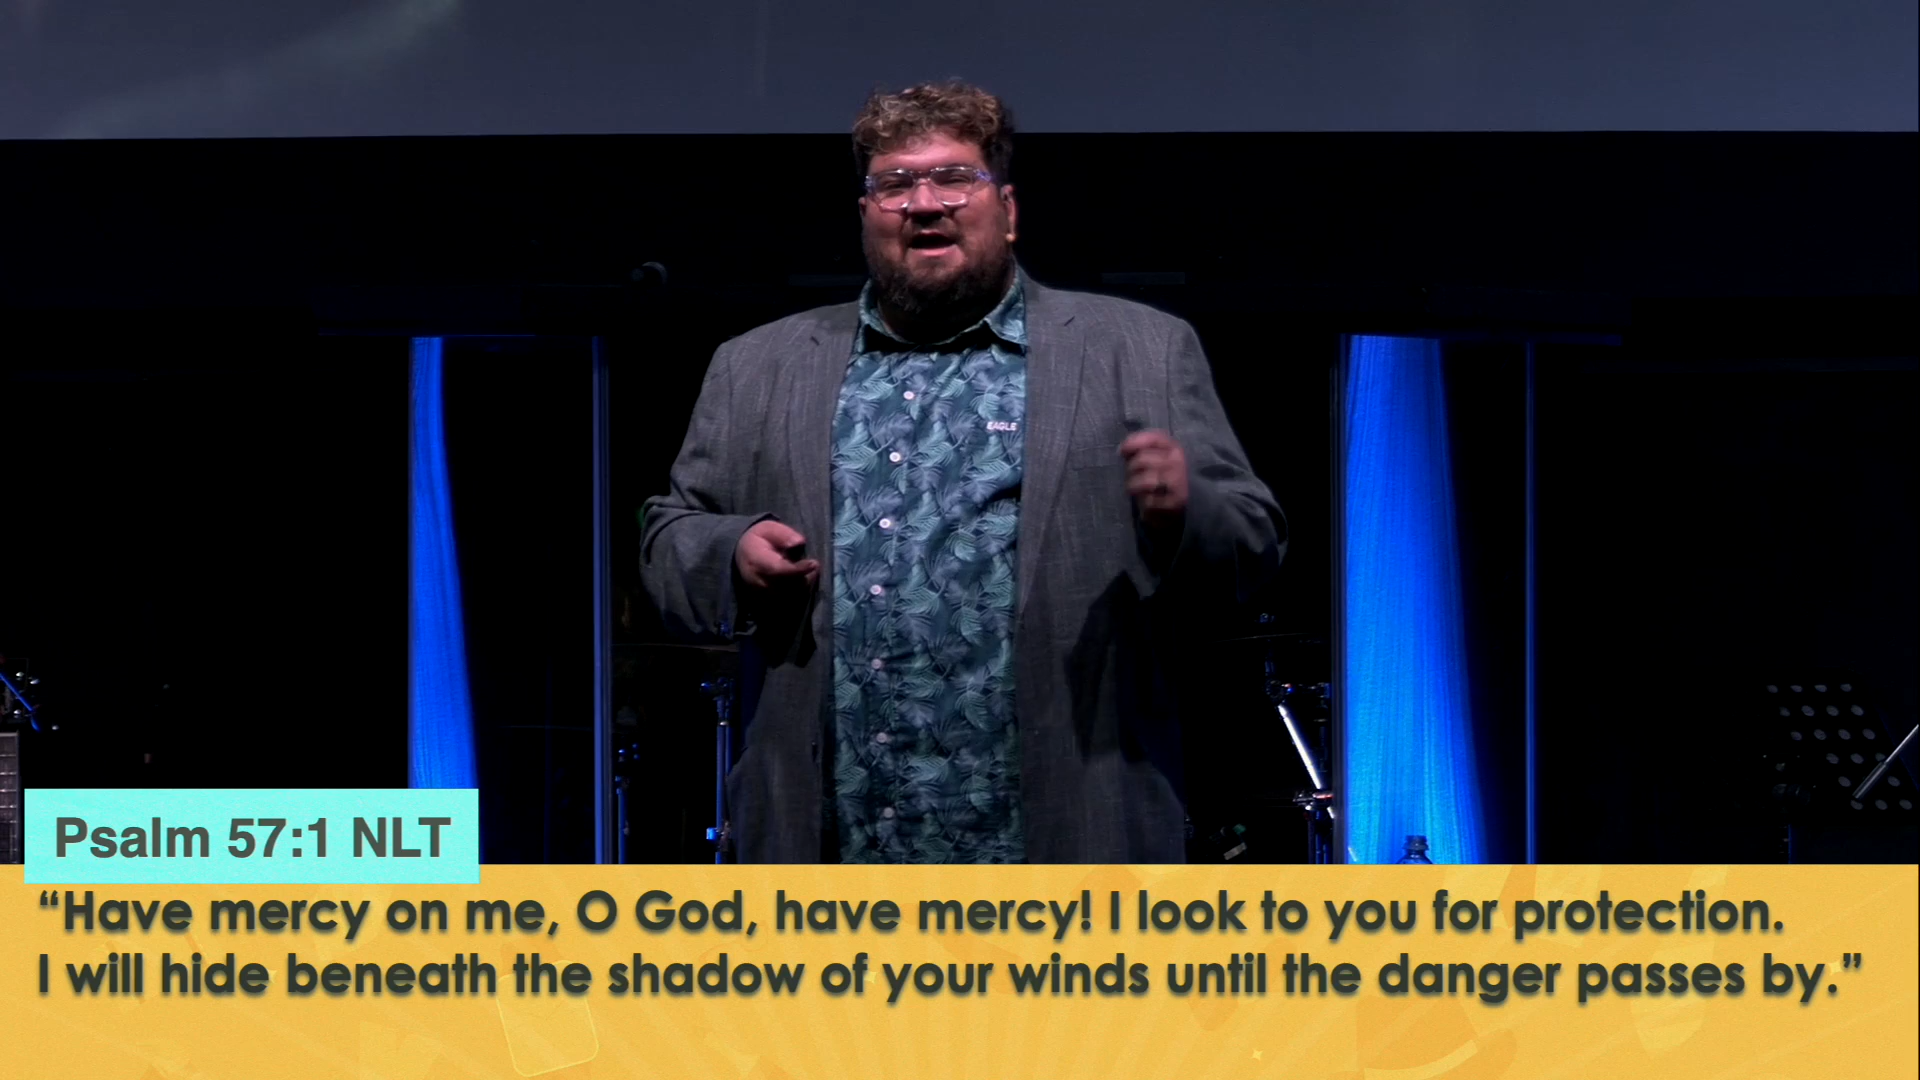 EAGLE
Psalm 57:1 NLT
“Have mercy on me, O God, have mercy! I look to you for protection.
I will hide beneath the shadow of your winds until the danger passes by.”